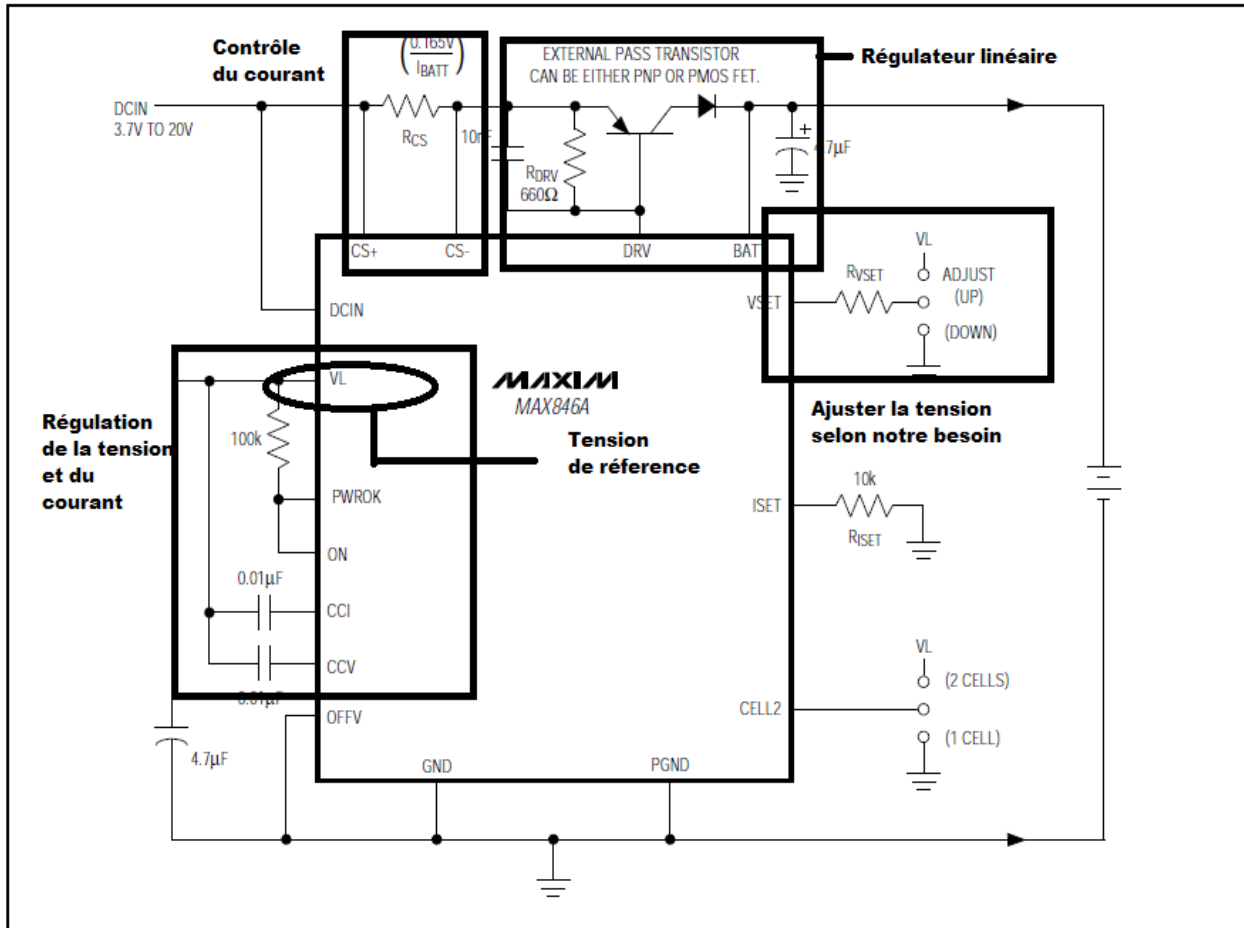 Contrôle
du courant
(0.165V
IBATT)
EXTERNAL PASS TRANSISTOR
CAN BE EITHER PNP OR PMOS FET.
Régulateur linéaire
DCIN
3.7V TO 20V
RCS
10nF
RDRV
660Ω
4.7µF
CS+
CS-
DRV
BATT
VL
RVSET
ADJUST
(UP)
VSET
(DOWN)
DCIN
VL
MAXIM
MAX846A
Régulation
de la tension
et du
courant
100k
Tension
de réference
Ajuster la tension
selon notre besoin
PWROK
10k
ISET
RISET
ON
0.01µF
CCI
CCV
0.01µF
VL
(2 CELLS)
CELL2
(1 CELL)
OFFV
4.7µF
GND
PGND